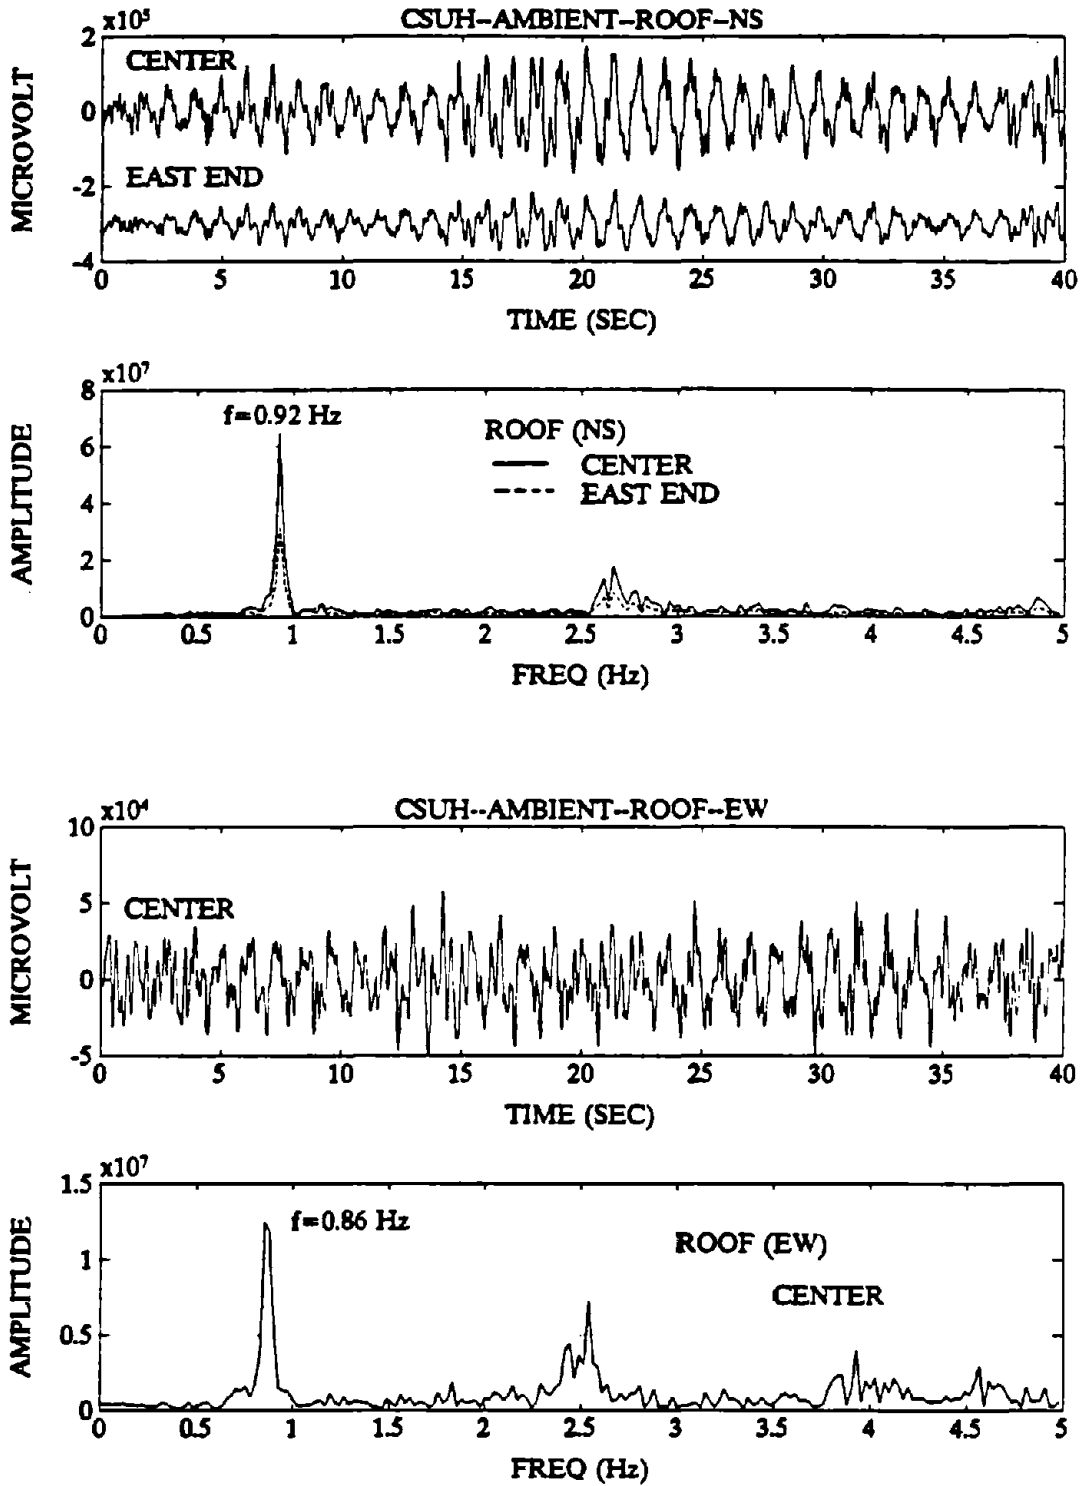 CSUH-AMBIENT-ROOF-NS
x10⁵
MICROVOLT
2
0
-2
-4
CENTER
EAST END
0 5 10 15 20 25 30 35 40
TIME (SEC)
x10⁷
AMPLITUDE
8
6
4
2
0
f=0.92 Hz
ROOF (NS)
CENTER
EAST END
0 0.5 1 1.5 2 2.5 3 3.5 4 4.5 5
FREQ (Hz)
CSUH--AMBIENT-ROOF--EW
x10⁴
MICROVOLT
10
5
0
-5
CENTER
0 5 10 15 20 25 30 35 40
TIME (SEC)
x10⁷
AMPLITUDE
1.5
1
0.5
0
f=0.86 Hz
ROOF (EW)
CENTER
0 0.5 1 1.5 2 2.5 3 3.5 4 4.5 5
FREQ (Hz)